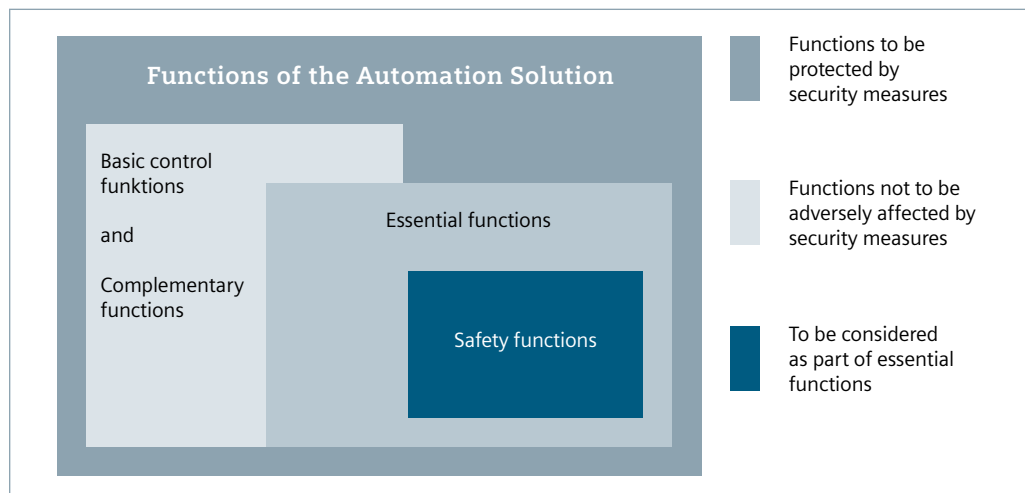 Functions of the Automation Solution
Basic control
funktions
and
Complementary
functions
Essential functions
Safety functions
Functions to be
protected by
security measures
Functions not to be
adversely affected by
security measures
To be considered
as part of essential
functions